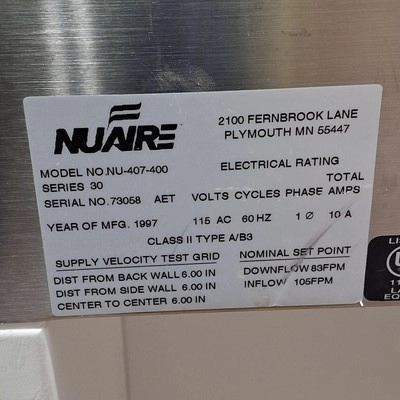 NUAIRE
2100 FERNBROOK LANE
PLYMOUTH MN 55447
MODEL NO.NU-407-400
SERIES 30
SERIAL NO.73058 AET
YEAR OF MFG. 1997
ELECTRICAL RATING
TOTAL
VOLTS CYCLES PHASE AMPS
115 AC 60 HZ 1 Ø 10 A
CLASS II TYPE A/B3
SUPPLY VELOCITY TEST GRID
DIST FROM BACK WALL 6.00 IN
DIST FROM SIDE WALL 6.00 IN
CENTER TO CENTER 6.00 IN
NOMINAL SET POINT
DOWNFLOW 83FPM
INFLOW 105FPM